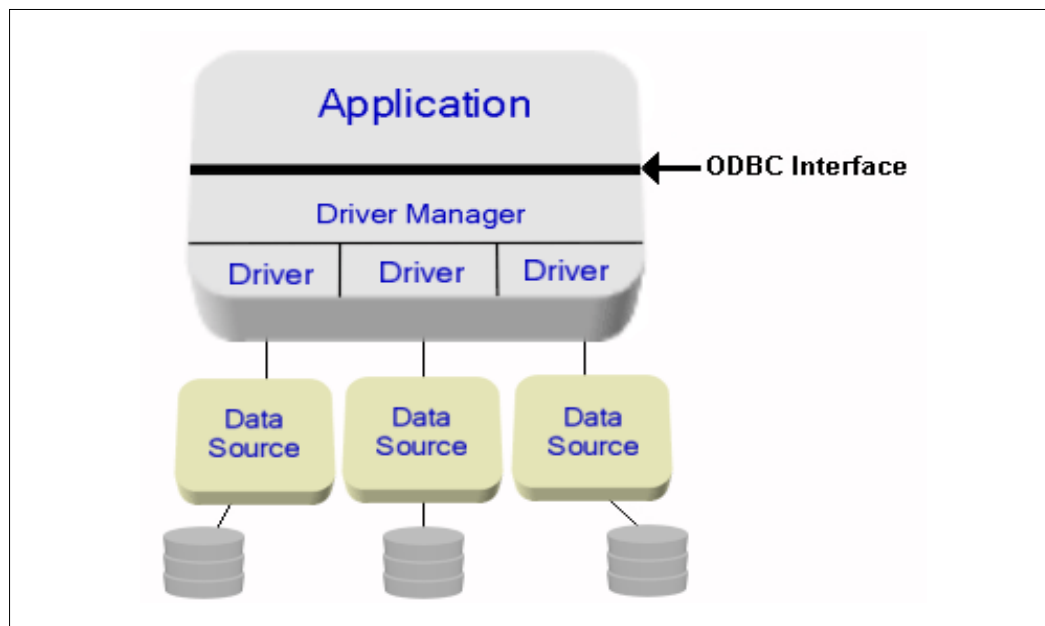 Application
ODBC Interface
Driver Manager
Driver
Driver
Driver
Data
Source
Data
Source
Data
Source